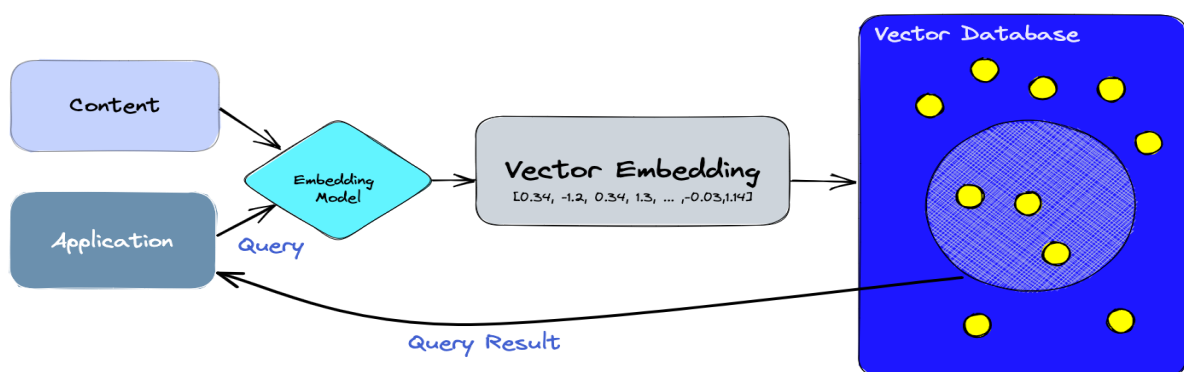 Vector Database
Content
Embedding
Model
Vector Embedding
[0.34, -1.2, 0.34, 1.3, ... ,-0.03,1.14]
Application
Query
Query Result